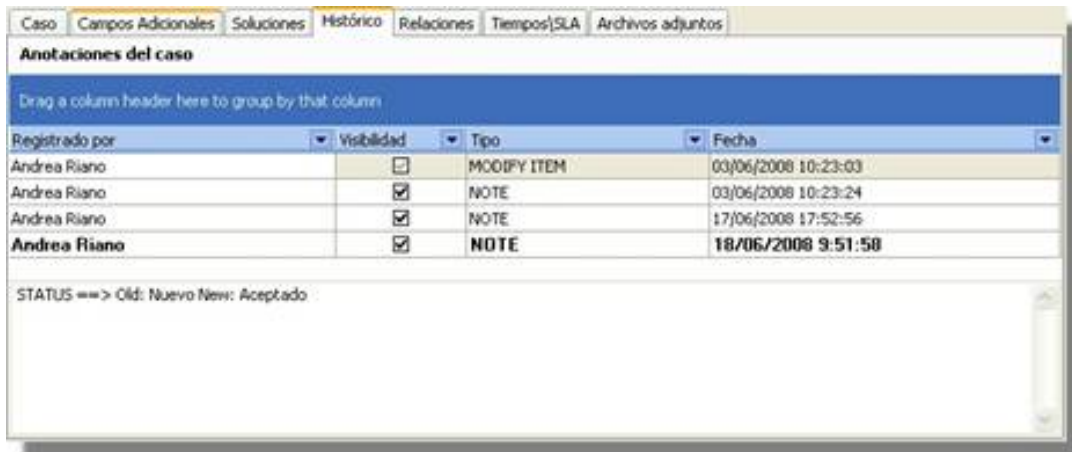 Caso Campos Adicionales Soluciones Histórico Relaciones Tiempos\SLA Archivos adjuntos
Anotaciones del caso
Drag a column header here to group by that column
Registrado por Visibilidad Tipo Fecha
Andrea Riano MODIFY ITEM 03/06/2008 10:23:03
Andrea Riano NOTE 03/06/2008 10:23:24
Andrea Riano NOTE 17/06/2008 17:52:56
Andrea Riano NOTE 18/06/2008 9:51:58
STATUS ==> Old: Nuevo New: Aceptado